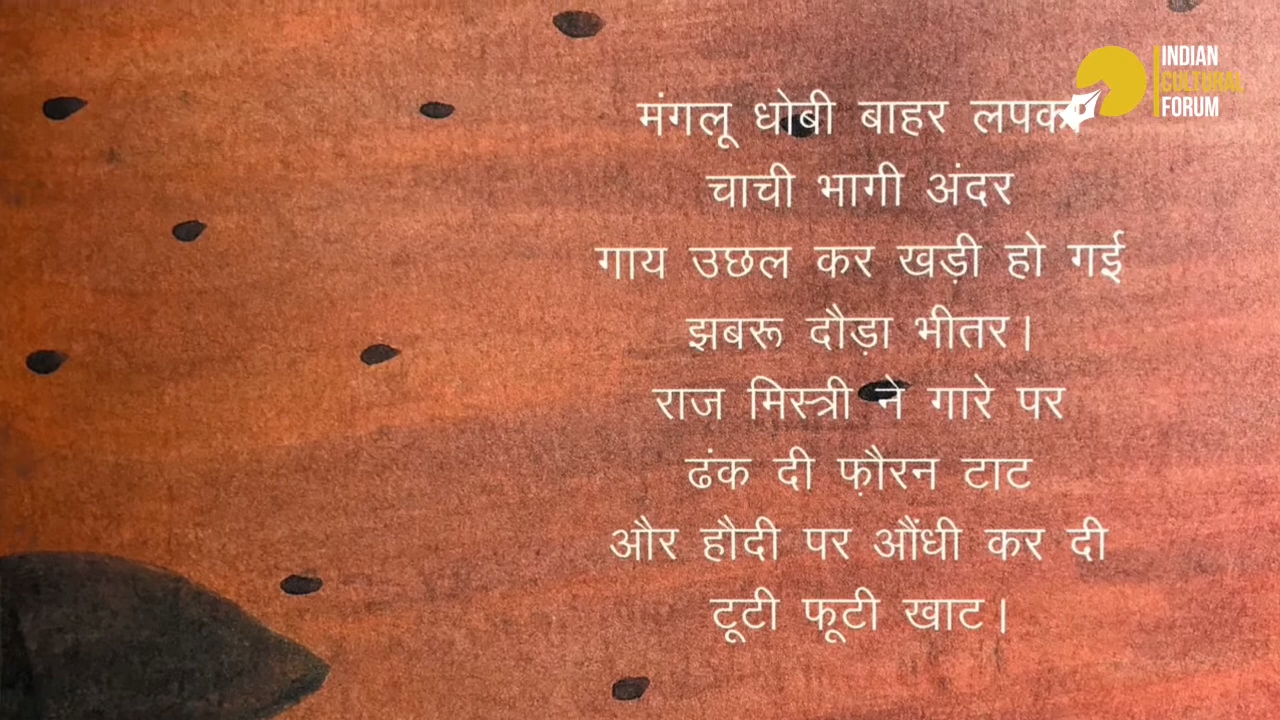 मंगलू धोबी बाहर लपका
चाची भागी अंदर
गाय उछल कर खड़ी हो गई
झबरू दौड़ा भीतर।
राज मिस्त्री ने गारे पर
ढंक दी फ़ौरन टाट
और हौदी पर औंधी कर दी
टूटी फूटी खाट।
INDIAN
CULTURAL
FORUM